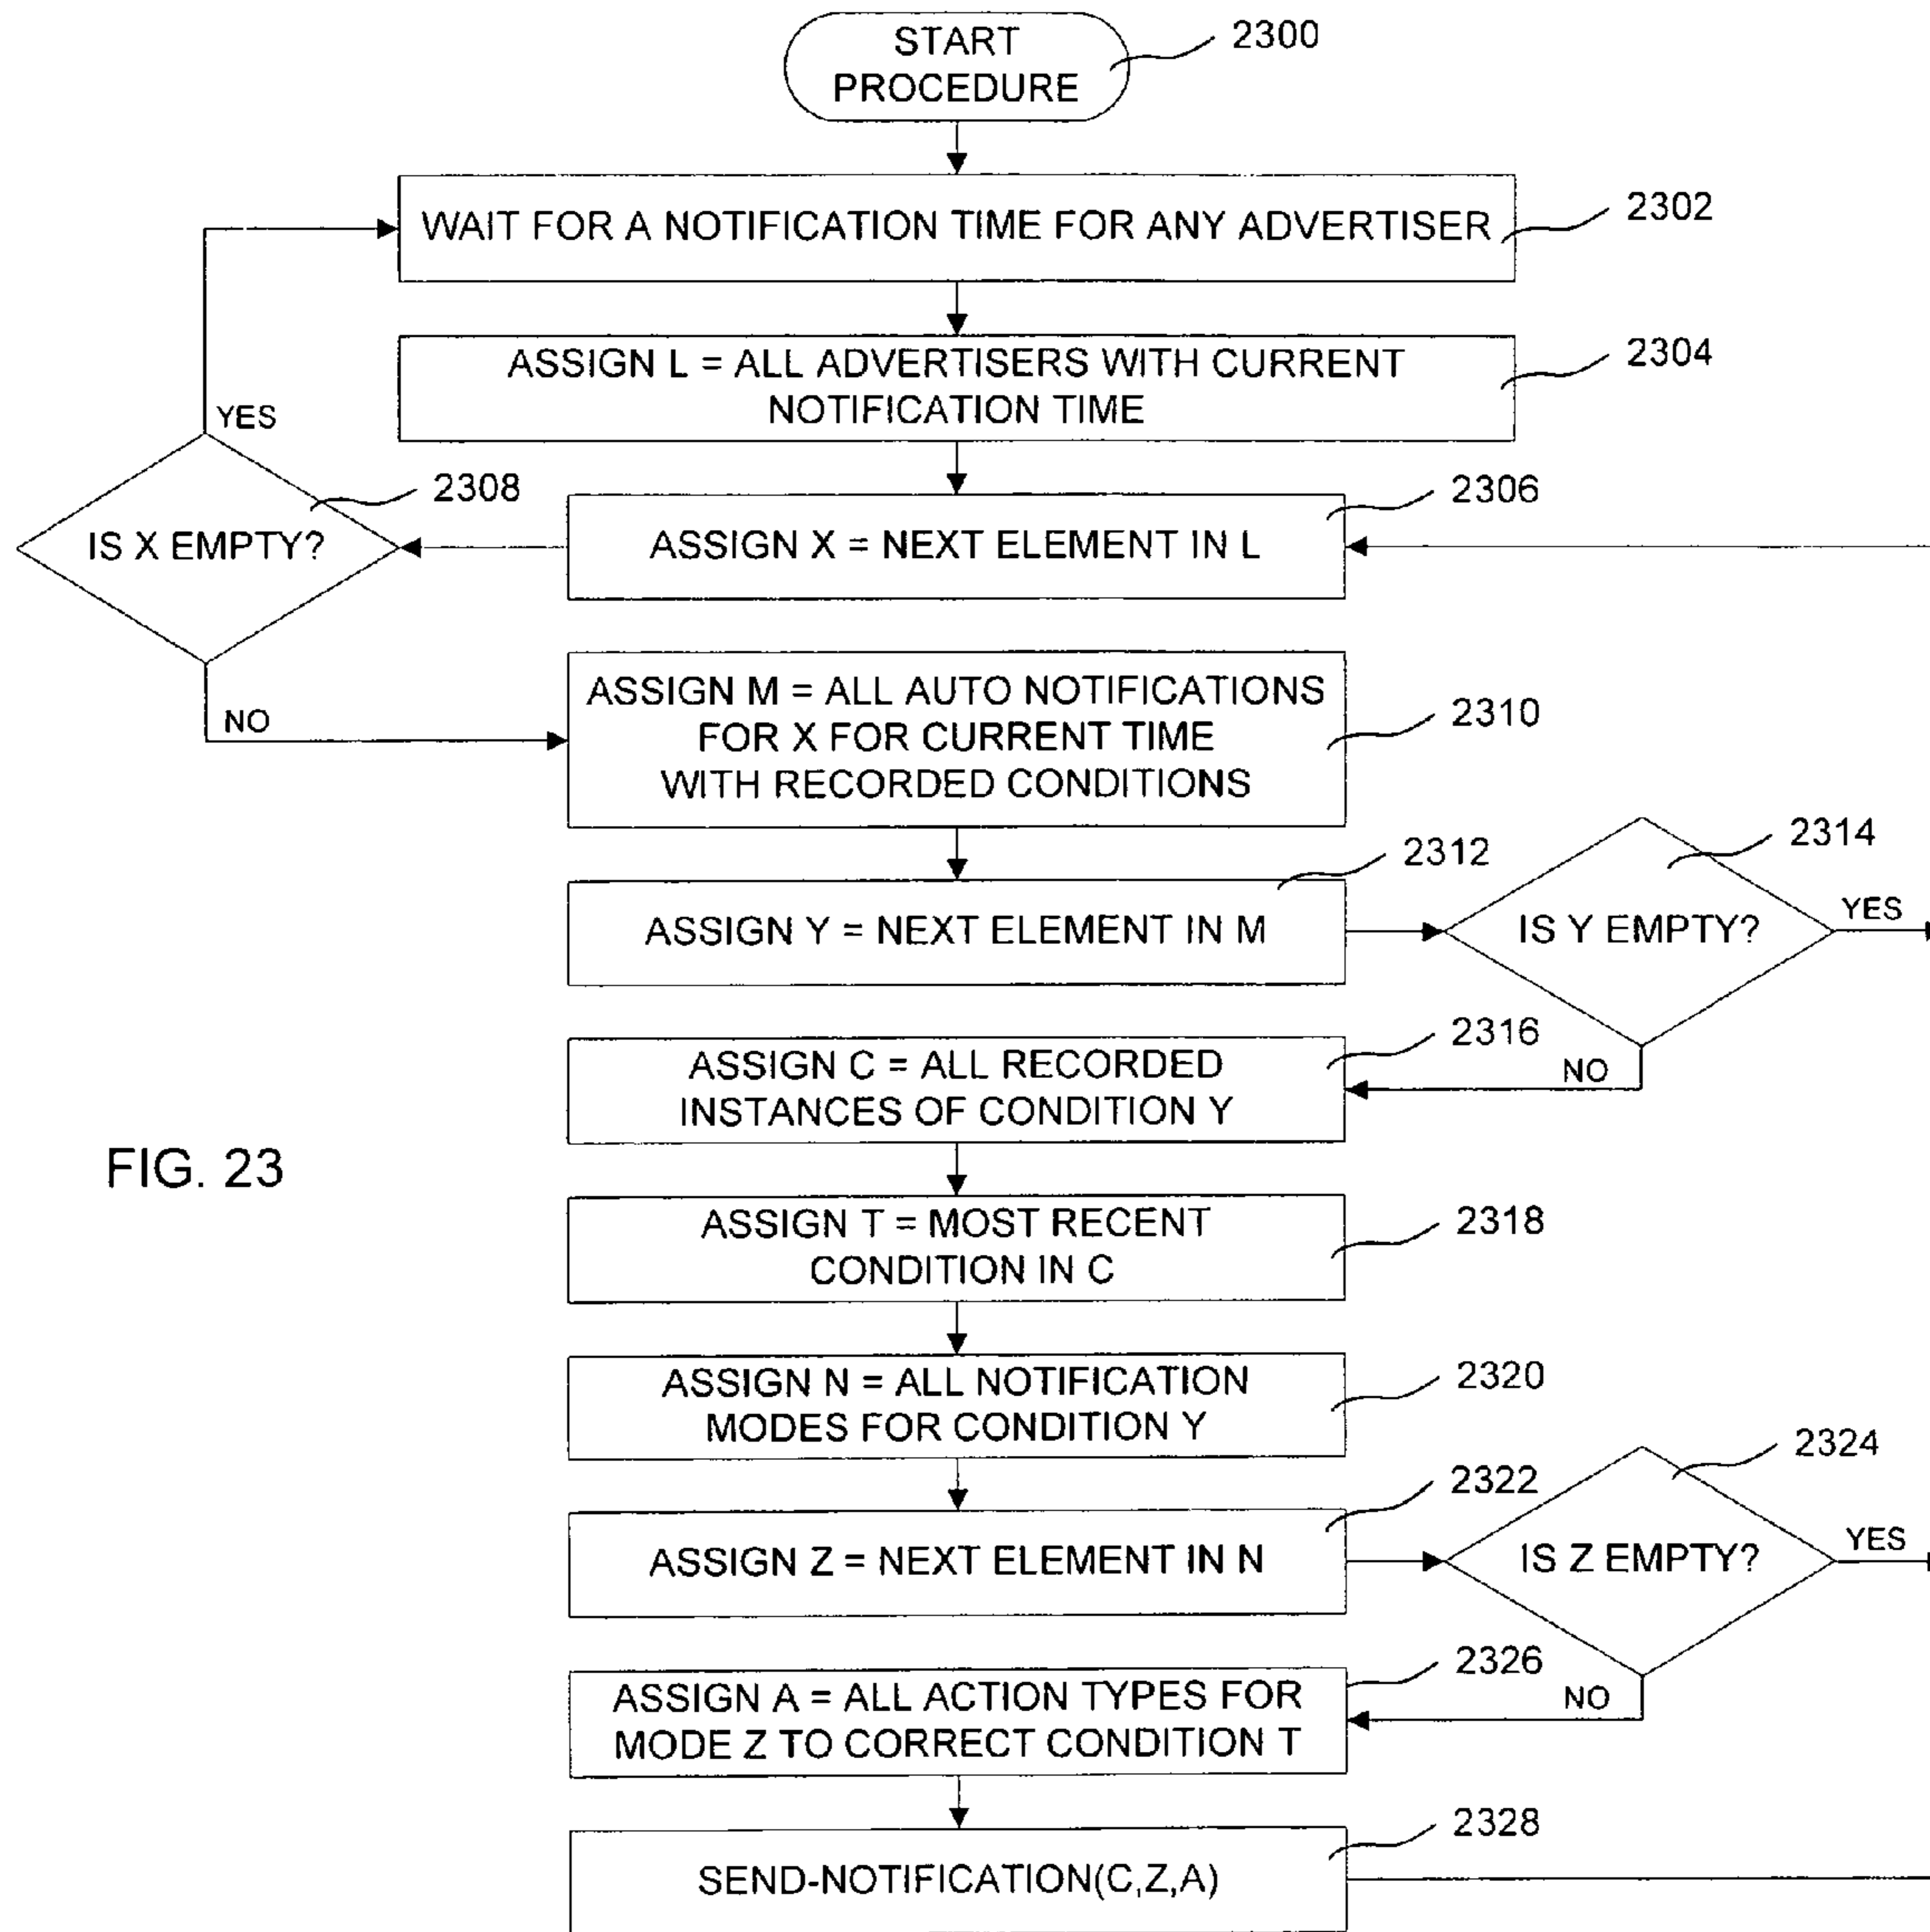 START
PROCEDURE
2300
WAIT FOR A NOTIFICATION TIME FOR ANY ADVERTISER
2302
ASSIGN L = ALL ADVERTISERS WITH CURRENT
NOTIFICATION TIME
2304
YES
2308
IS X EMPTY?
2306
ASSIGN X = NEXT ELEMENT IN L
NO
ASSIGN M = ALL AUTO NOTIFICATIONS
FOR X FOR CURRENT TIME
WITH RECORDED CONDITIONS
2310
2312
ASSIGN Y = NEXT ELEMENT IN M
2314
IS Y EMPTY?
YES
NO
2316
ASSIGN C = ALL RECORDED
INSTANCES OF CONDITION Y
FIG. 23
ASSIGN T = MOST RECENT
CONDITION IN C
2318
ASSIGN N = ALL NOTIFICATION
MODES FOR CONDITION Y
2320
2322
ASSIGN Z = NEXT ELEMENT IN N
2324
IS Z EMPTY?
YES
NO
2326
ASSIGN A = ALL ACTION TYPES FOR
MODE Z TO CORRECT CONDITION T
2328
SEND-NOTIFICATION(C,Z,A)